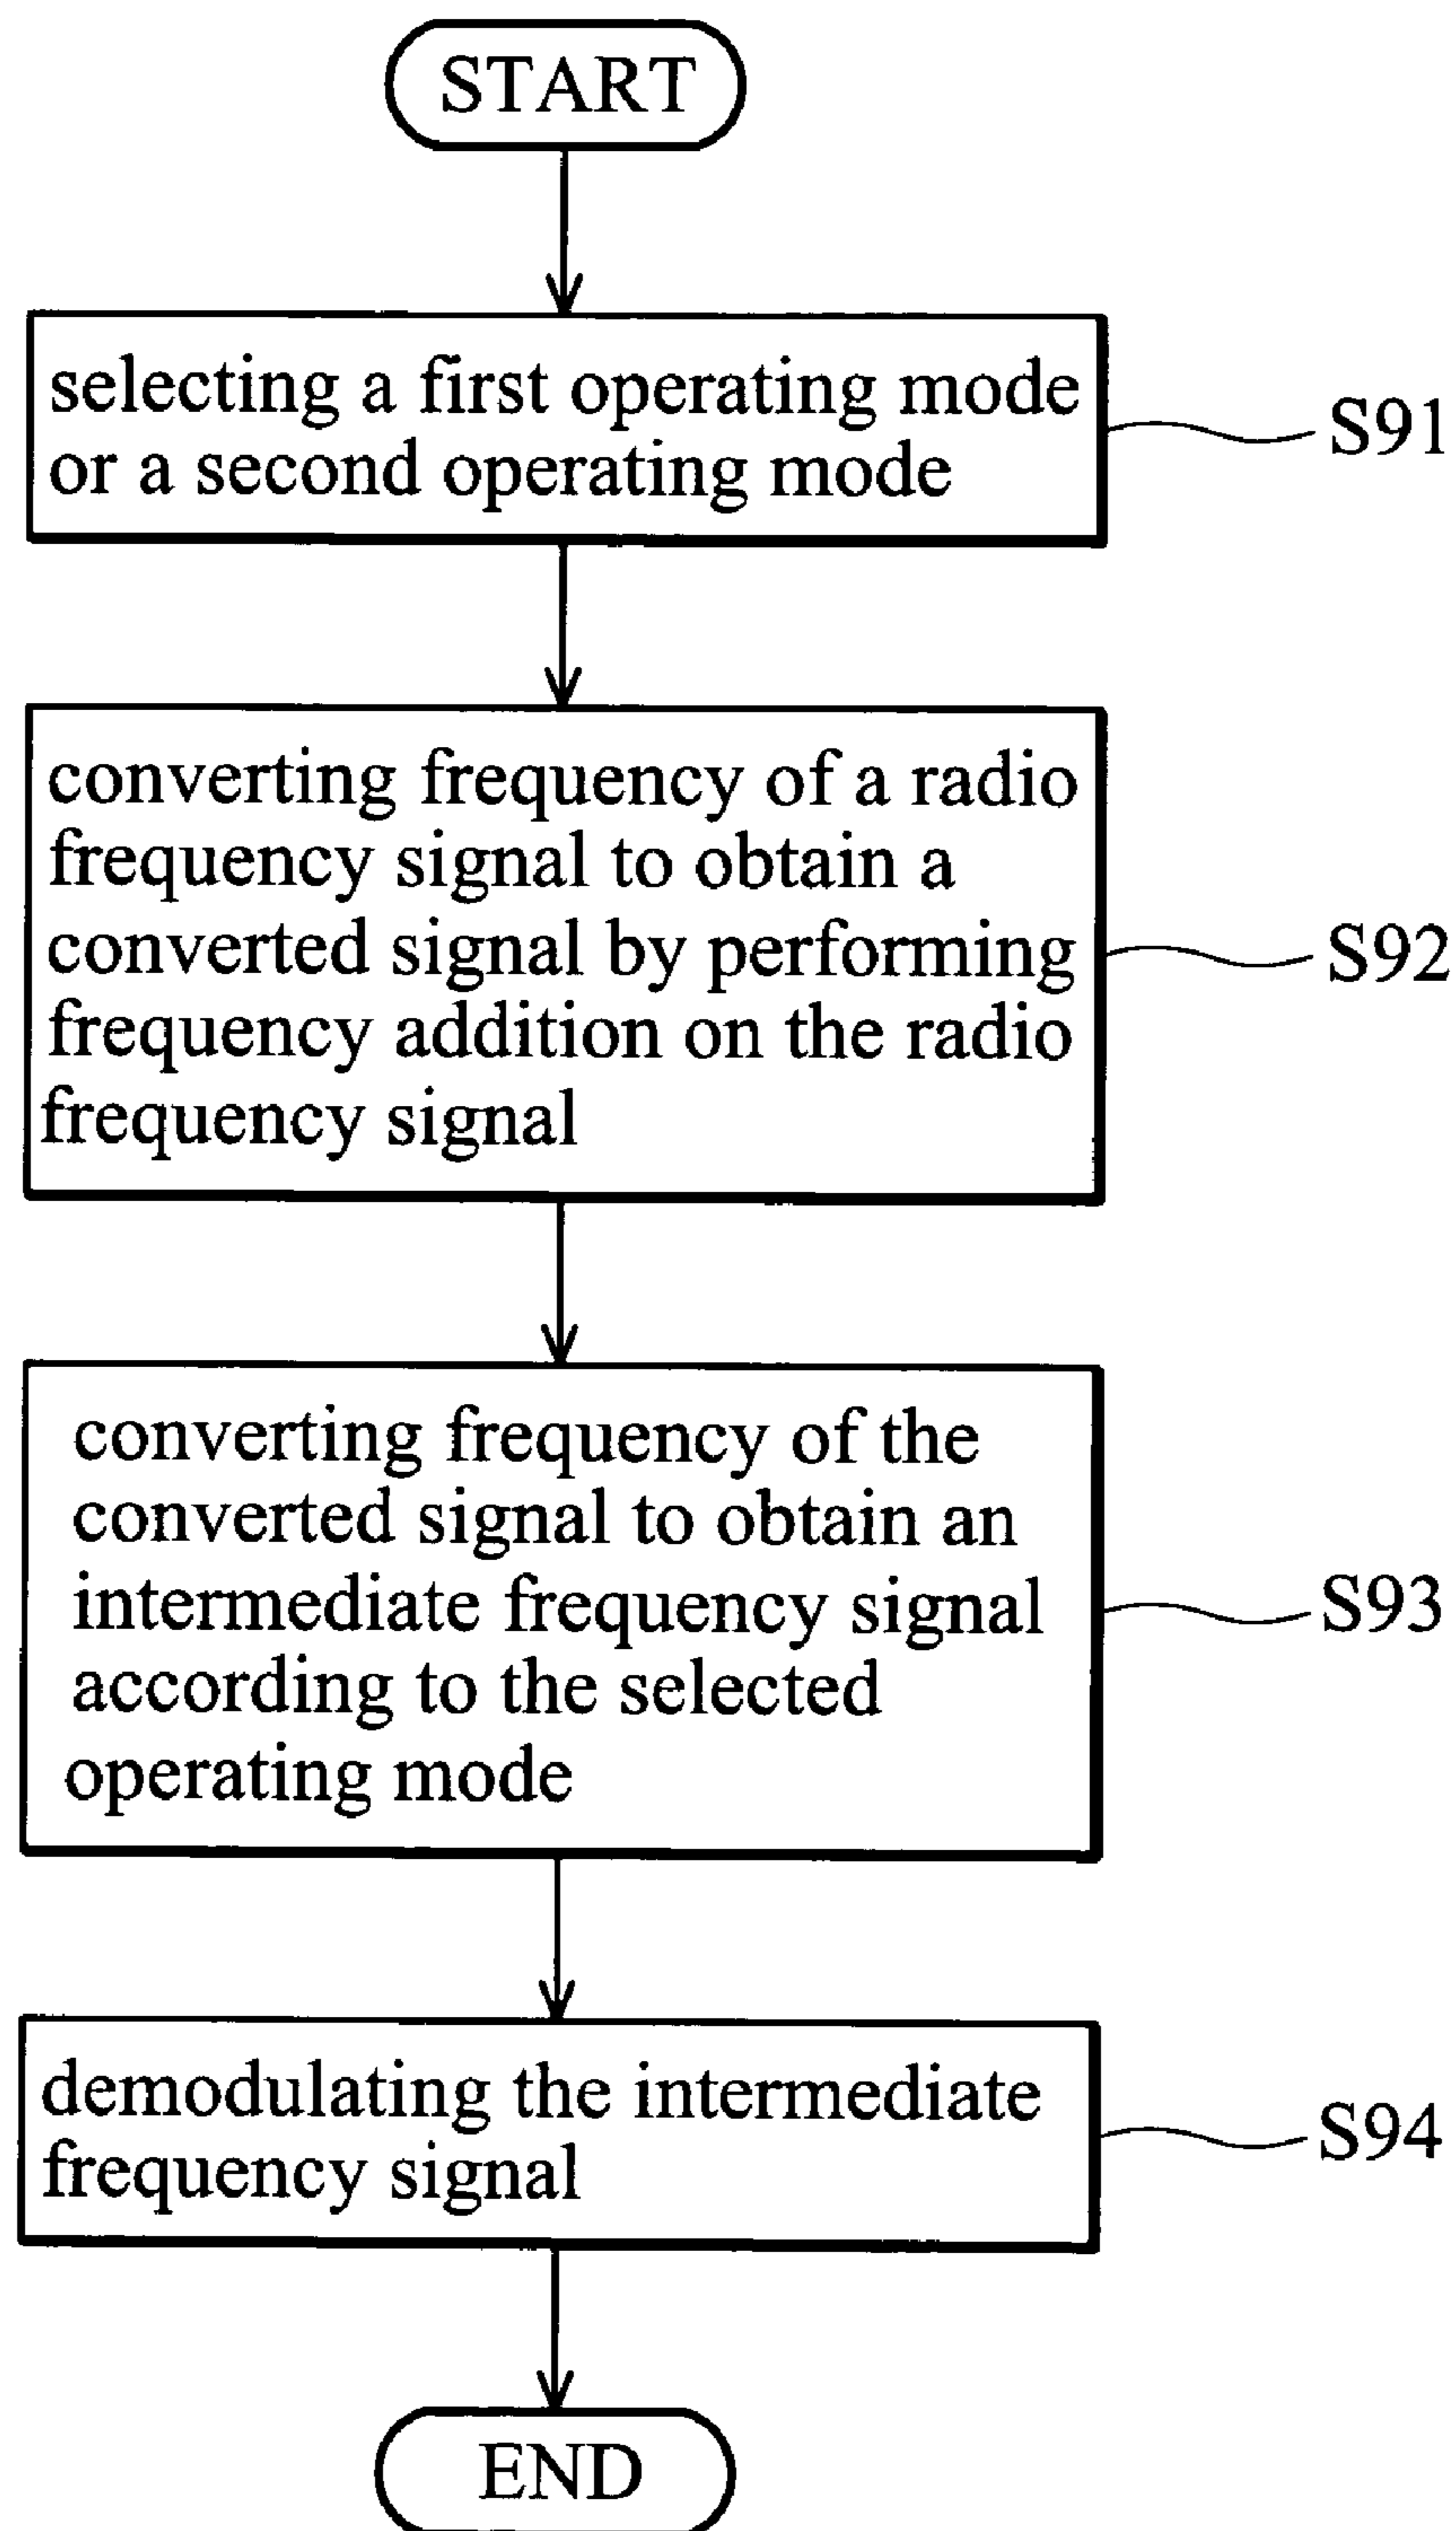 START
selecting a first operating mode
or a second operating mode
S91
converting frequency of a radio
frequency signal to obtain a
converted signal by performing
frequency addition on the radio
frequency signal
S92
converting frequency of the
converted signal to obtain an
intermediate frequency signal
according to the selected
operating mode
S93
demodulating the intermediate
frequency signal
S94
END